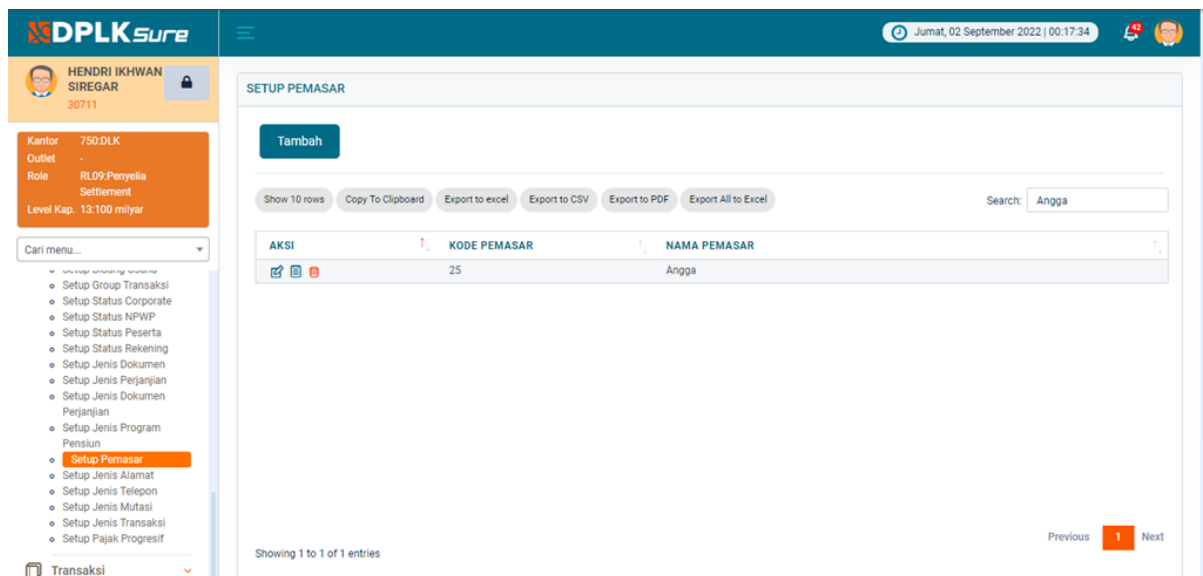 DPLKSure
Jumat, 02 September 2022 | 00:17:34
42
HENDRI IKHWAN
SIREGAR
30711
Kantor 750:DLK
Outlet -
Role RL09:Penyelia
Settlement
Level Kap. 13:100 milyar
Cari menu...
Setup Bidang Usaha
Setup Group Transaksi
Setup Status Corporate
Setup Status NPWP
Setup Status Peserta
Setup Status Rekening
Setup Jenis Dokumen
Setup Jenis Perjanjian
Setup Jenis Dokumen
Perjanjian
Setup Jenis Program
Pensiun
Setup Pemasar
Setup Jenis Alamat
Setup Jenis Telepon
Setup Jenis Mutasi
Setup Jenis Transaksi
Setup Pajak Progresif
Transaksi
SETUP PEMASAR
Tambah
Show 10 rows Copy To Clipboard Export to excel Export to CSV Export to PDF Export All to Excel Search: Angga
AKSI KODE PEMASAR NAMA PEMASAR
25 Angga
Previous 1 Next
Showing 1 to 1 of 1 entries